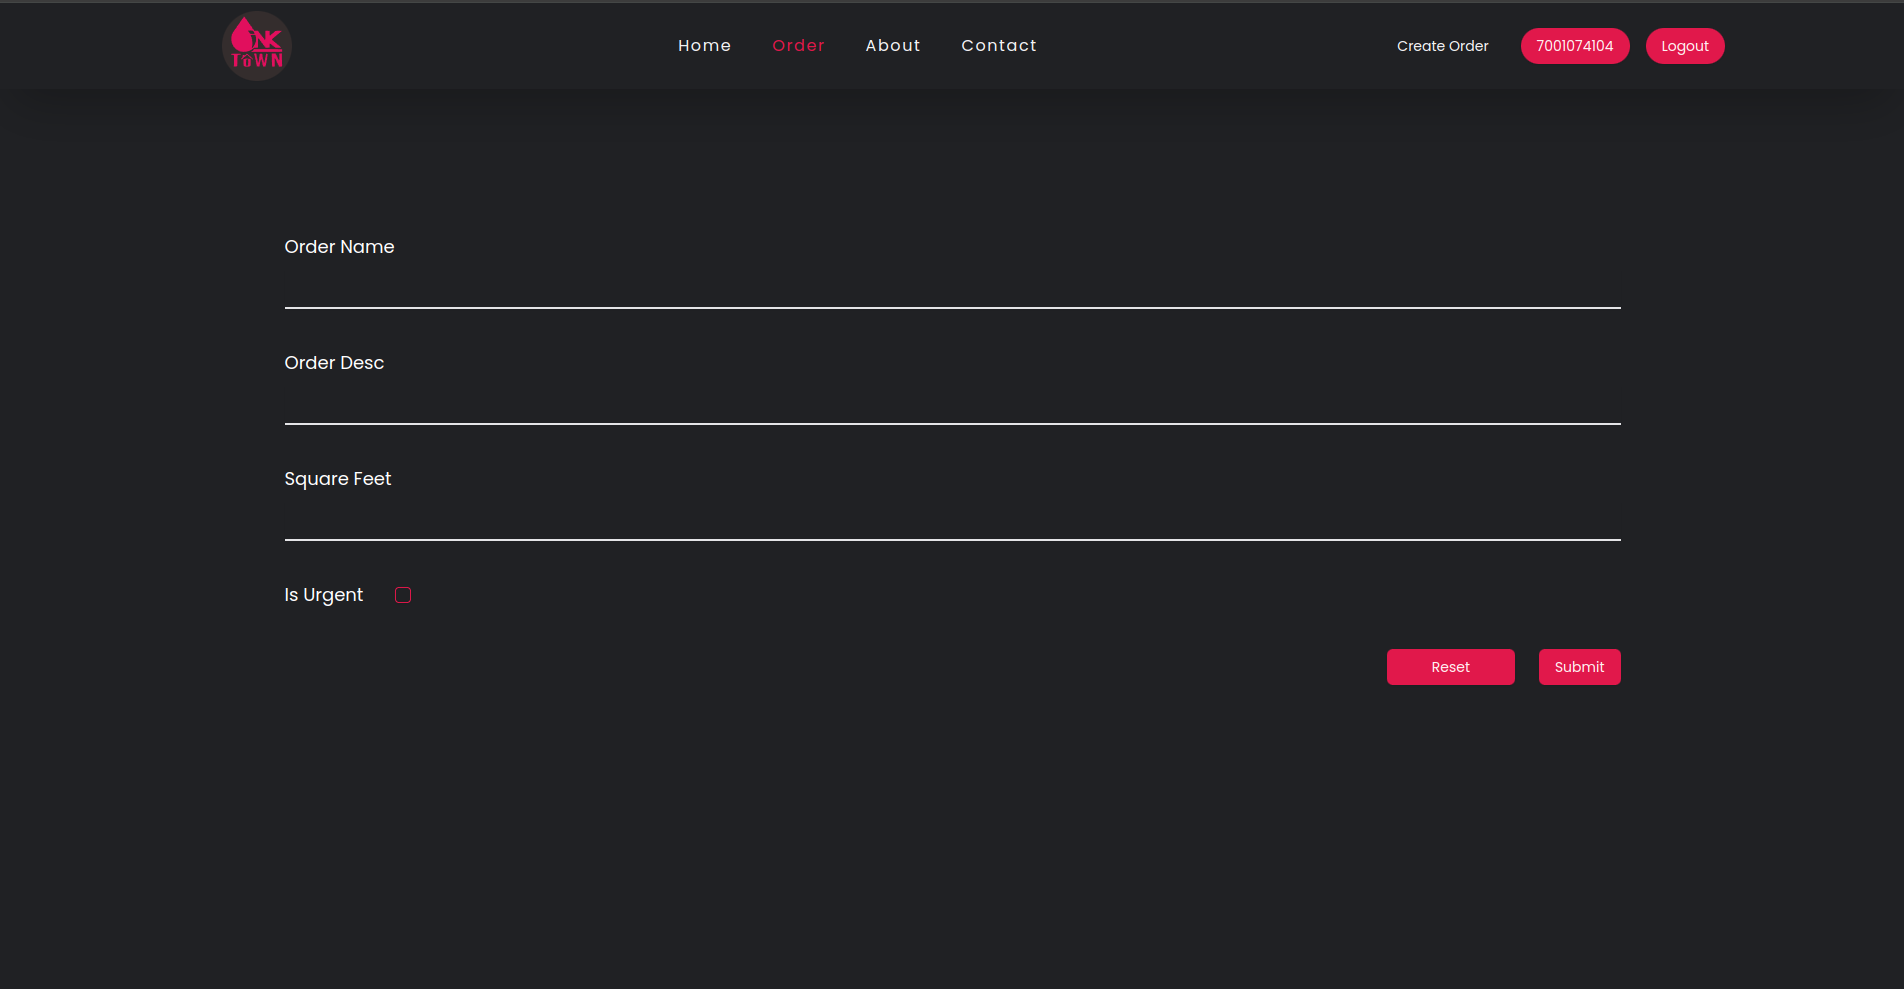 INK
TOWN
Home Order About Contact Create Order 7001074104 Logout
Order Name
Order Desc
Square Feet
Is Urgent
Reset Submit